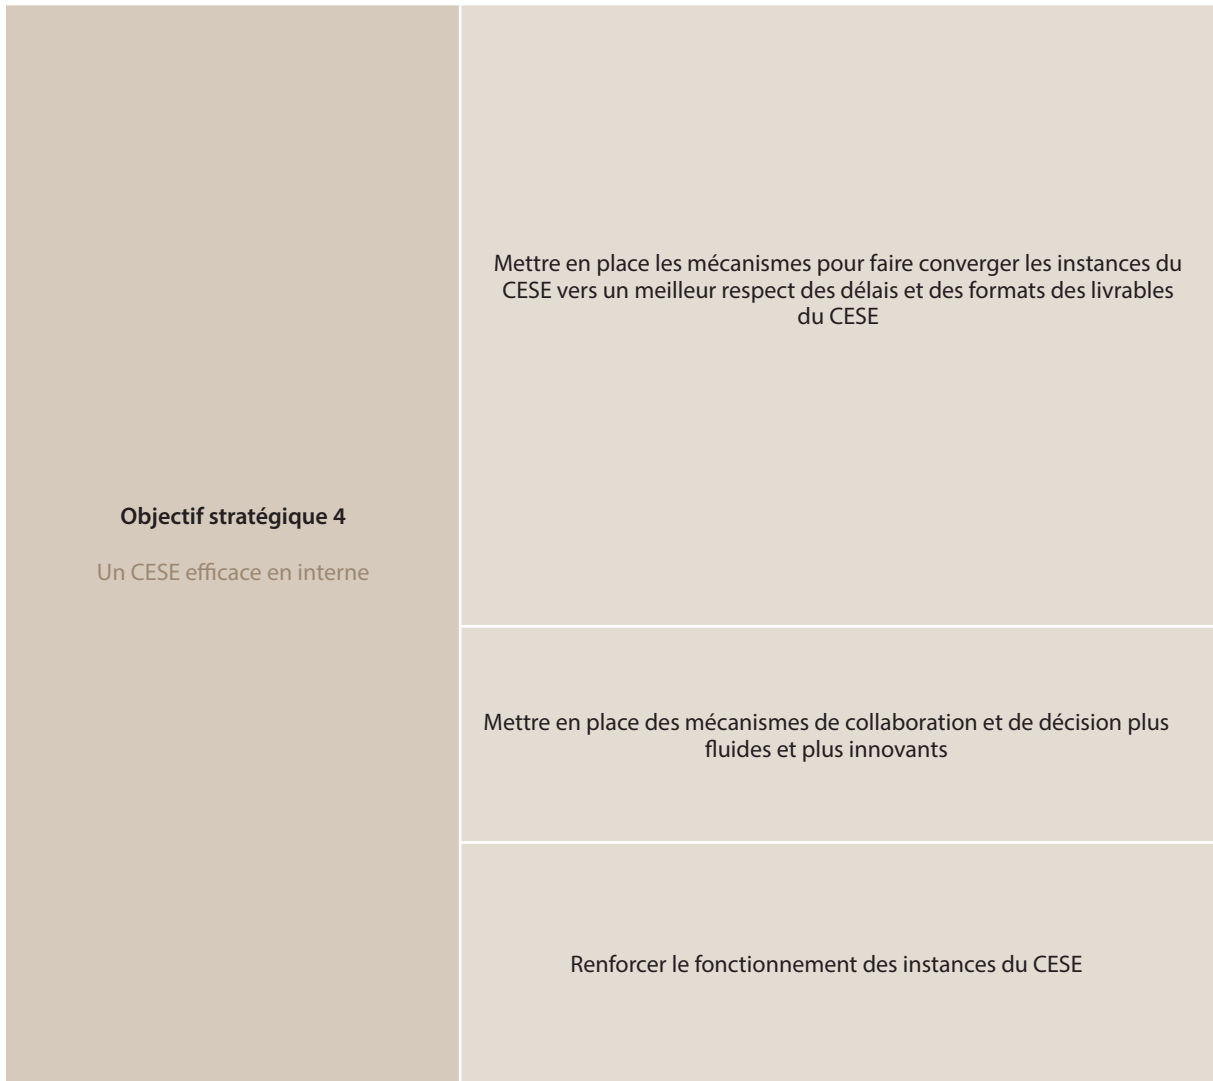 Objectif stratégique 4
Un CESE efficace en interne
Mettre en place les mécanismes pour faire converger les instances du
CESE vers un meilleur respect des délais et des formats des livrables
du CESE
Mettre en place des mécanismes de collaboration et de décision plus
fluides et plus innovants
Renforcer le fonctionnement des instances du CESE